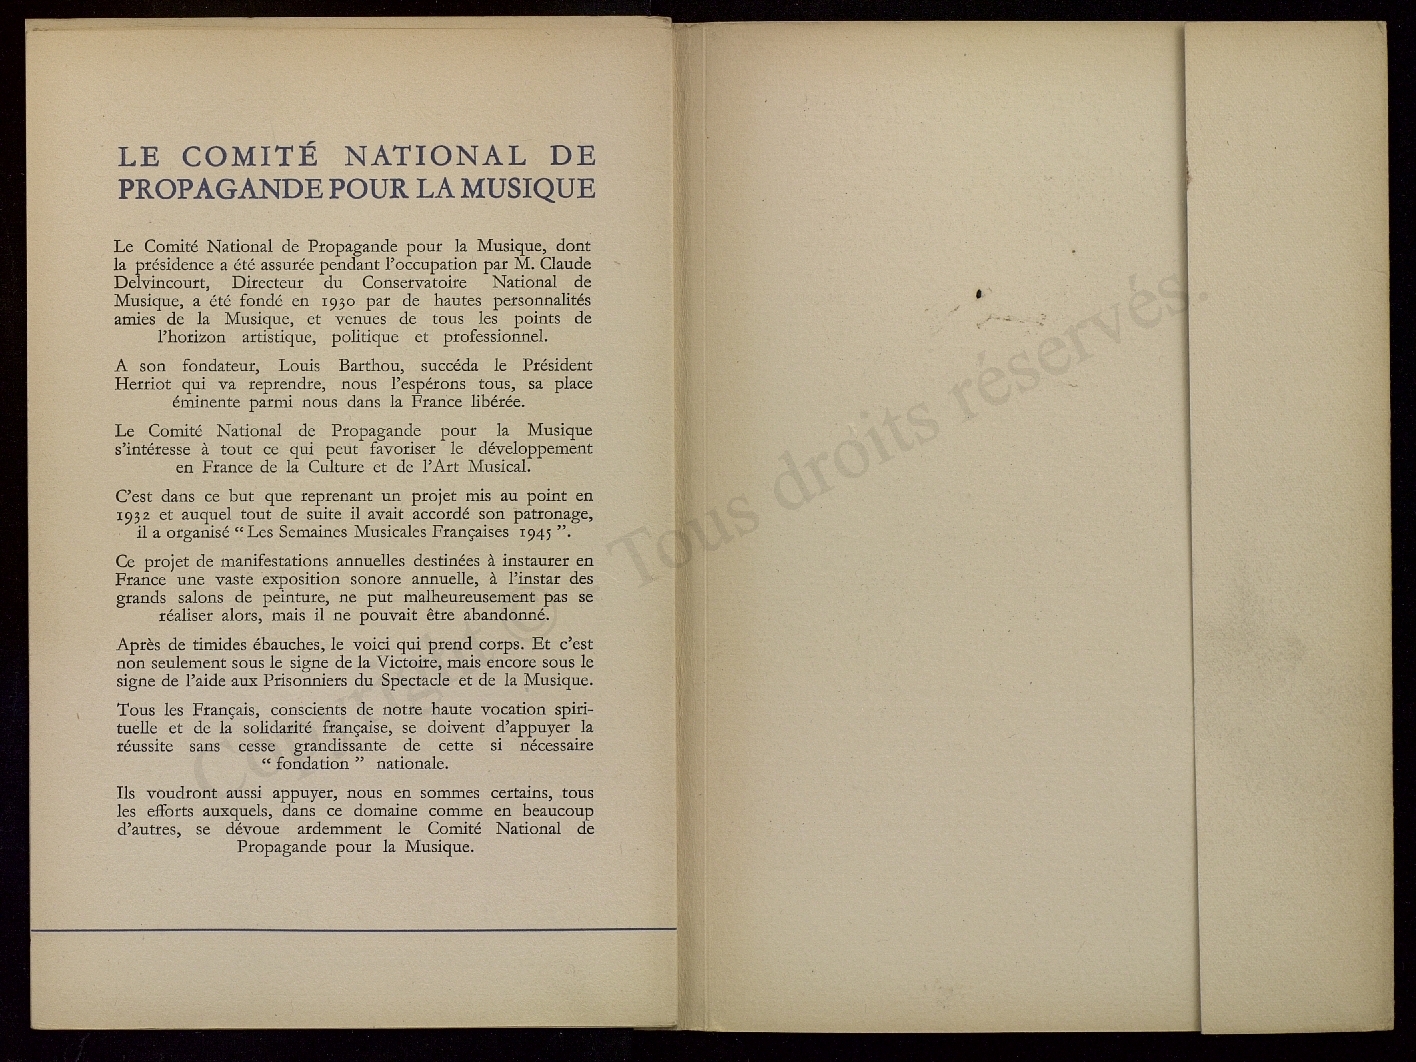 LE COMITÉ NATIONAL DE
PROPAGANDE POUR LA MUSIQUE
Le Comité National de Propagande pour la Musique, dont
la présidence a été assurée pendant l'occupation par M. Claude
Delvincourt, Directeur du Conservatoire National de
Musique, a été fondé en 1930 par de hautes personnalités
amies de la Musique, et venues de tous les points de
l'horizon artistique, politique et professionnel.
A son fondateur, Louis Barthou, succéda le Président
Herriot qui va reprendre, nous l'espérons tous, sa place
éminente parmi nous dans la France libérée.
Le Comité National de Propagande pour la Musique
s'intéresse à tout ce qui peut favoriser le développement
en France de la Culture et de l'Art Musical.
C'est dans ce but que reprenant un projet mis au point en
1932 et auquel tout de suite il avait accordé son patronage,
il a organisé “ Les Semaines Musicales Françaises 1945 ”.
Ce projet de manifestations annuelles destinées à instaurer en
France une vaste exposition sonore annuelle, à l'instar des
grands salons de peinture, ne put malheureusement pas se
réaliser alors, mais il ne pouvait être abandonné.
Après de timides ébauches, le voici qui prend corps. Et c'est
non seulement sous le signe de la Victoire, mais encore sous le
signe de l'aide aux Prisonniers du Spectacle et de la Musique.
Tous les Français, conscients de notre haute vocation spiri-
tuelle et de la solidarité française, se doivent d'appuyer la
réussite sans cesse grandissante de cette si nécessaire
“ fondation ” nationale.
Ils voudront aussi appuyer, nous en sommes certains, tous
les efforts auxquels, dans ce domaine comme en beaucoup
d'autres, se dévoue ardemment le Comité National de
Propagande pour la Musique.
Copyright © - Tous droits réservés.